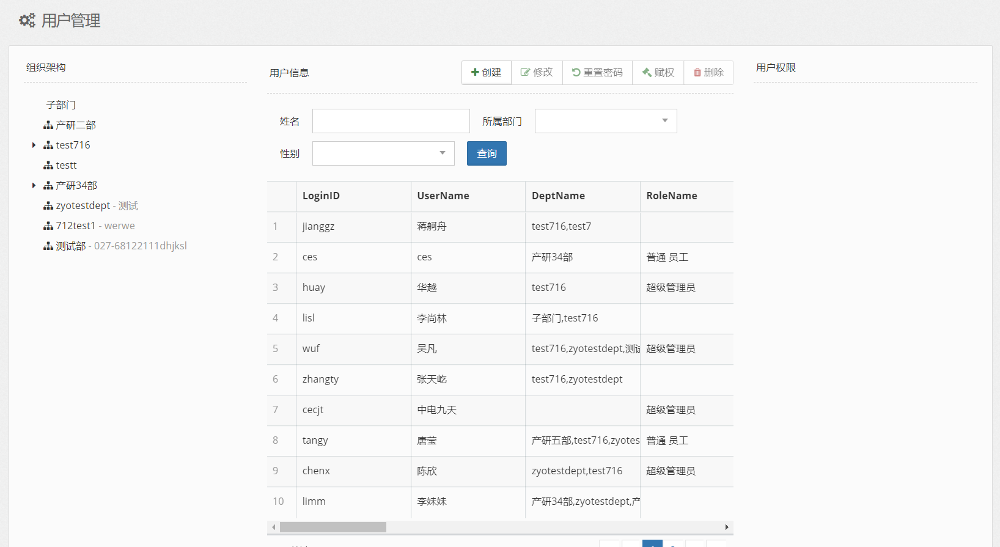 用户管理
组织架构
子部门
产研二部
test716
testt
产研34部
zyotestdept - 测试
712test1 - werwe
测试部 - 027-68122111dhjksl
用户信息
创建 修改 重置密码 赋权 删除
姓名 所属部门
性别 查询
LoginID UserName DeptName RoleName
1 jianggz 蒋舸舟 test716,test7
2 ces ces 产研34部 普通 员工
3 huay 华越 test716 超级管理员
4 lisl 李尚林 子部门,test716
5 wuf 吴凡 test716,zyotestdept,测试 超级管理员
6 zhangty 张天屹 test716,zyotestdept
7 cecjt 中电九天 超级管理员
8 tangy 唐莹 产研五部,test716,zyotes 普通 员工
9 chenx 陈欣 zyotestdept,test716 超级管理员
10 limm 李妹妹 产研34部,zyotestdept,产
用户权限